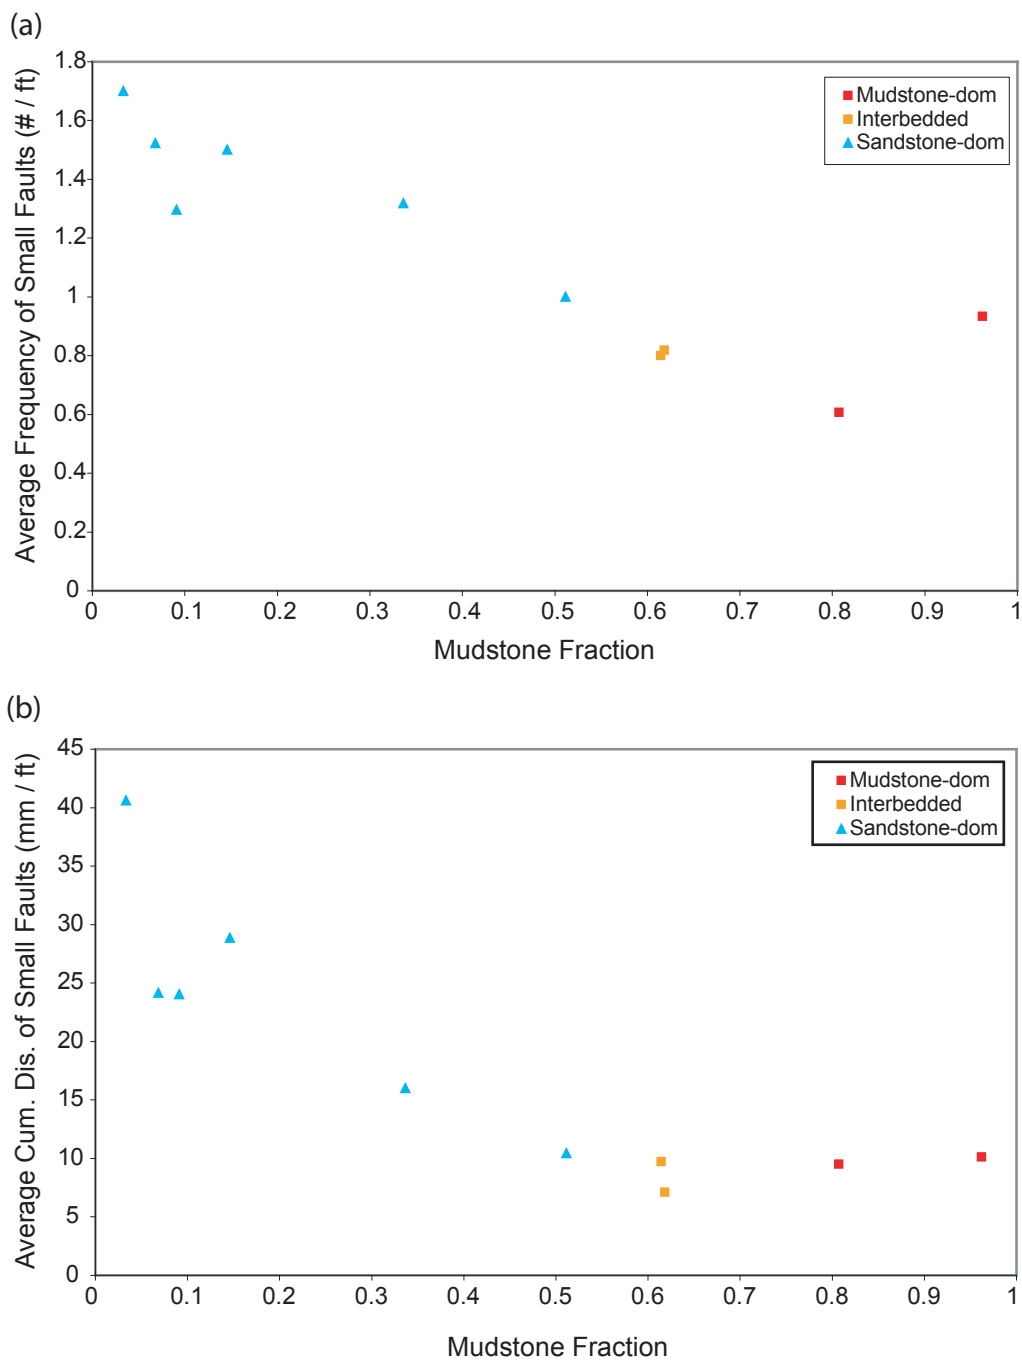 (a)
Average Frequency of Small Faults (# / ft)
1.8
1.6
1.4
1.2
1
0.8
0.6
0.4
0.2
0
0 0.1 0.2 0.3 0.4 0.5 0.6 0.7 0.8 0.9 1
Mudstone Fraction
Mudstone-dom
Interbedded
Sandstone-dom
(b)
Average Cum. Dis. of Small Faults (mm / ft)
45
40
35
30
25
20
15
10
5
0
0 0.1 0.2 0.3 0.4 0.5 0.6 0.7 0.8 0.9 1
Mudstone Fraction
Mudstone-dom
Interbedded
Sandstone-dom